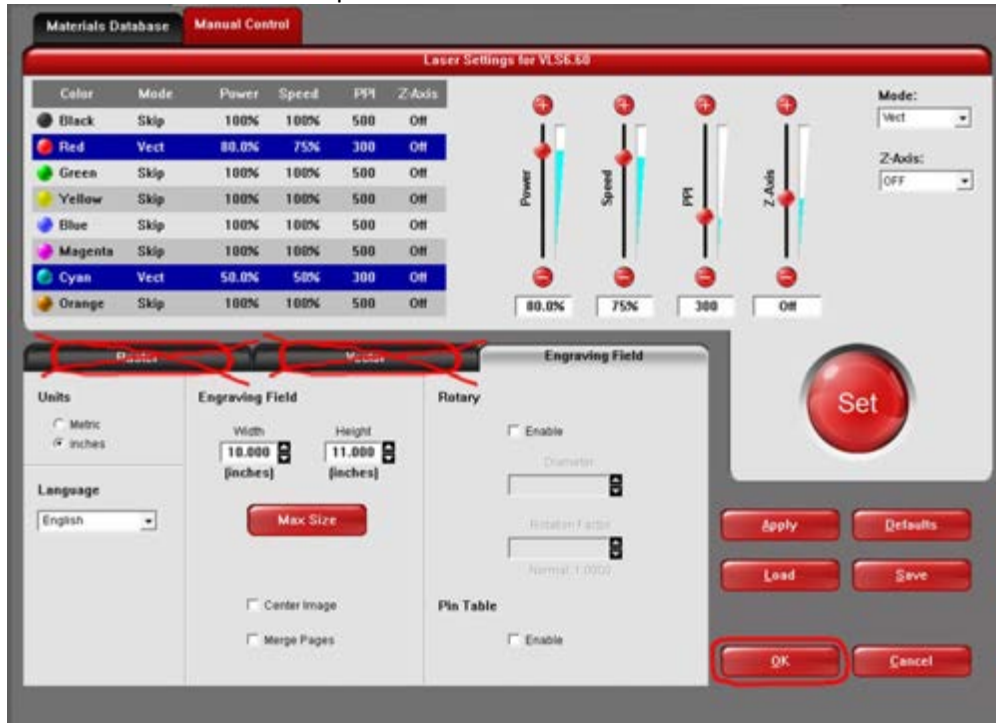 Materials Database Manual Control
Laser Settings for VLS6.60
Color Mode Power Speed PPI Z-Axis
Black Skip 100% 100% 500 Off
Red Vect 80.0% 75% 300 Off
Green Skip 100% 100% 500 Off
Yellow Skip 100% 100% 500 Off
Blue Skip 100% 100% 500 Off
Magenta Skip 100% 100% 500 Off
Cyan Vect 50.0% 50% 300 Off
Orange Skip 100% 100% 500 Off
Power Speed PPI Z-Axis
80.0% 75% 300 Off
Mode:
Vect
Z-Axis:
OFF
Set
Raster Vector Engraving Field
Units
Metric
Inches
Language
English
Engraving Field
Width Height
10.000 11.000
(inches) (inches)
Max Size
Center Image
Merge Pages
Rotary
Enable
Diameter
Rotation Factor
Normal: 1.0000
Pin Table
Enable
Apply Defaults
Load Save
OK Cancel